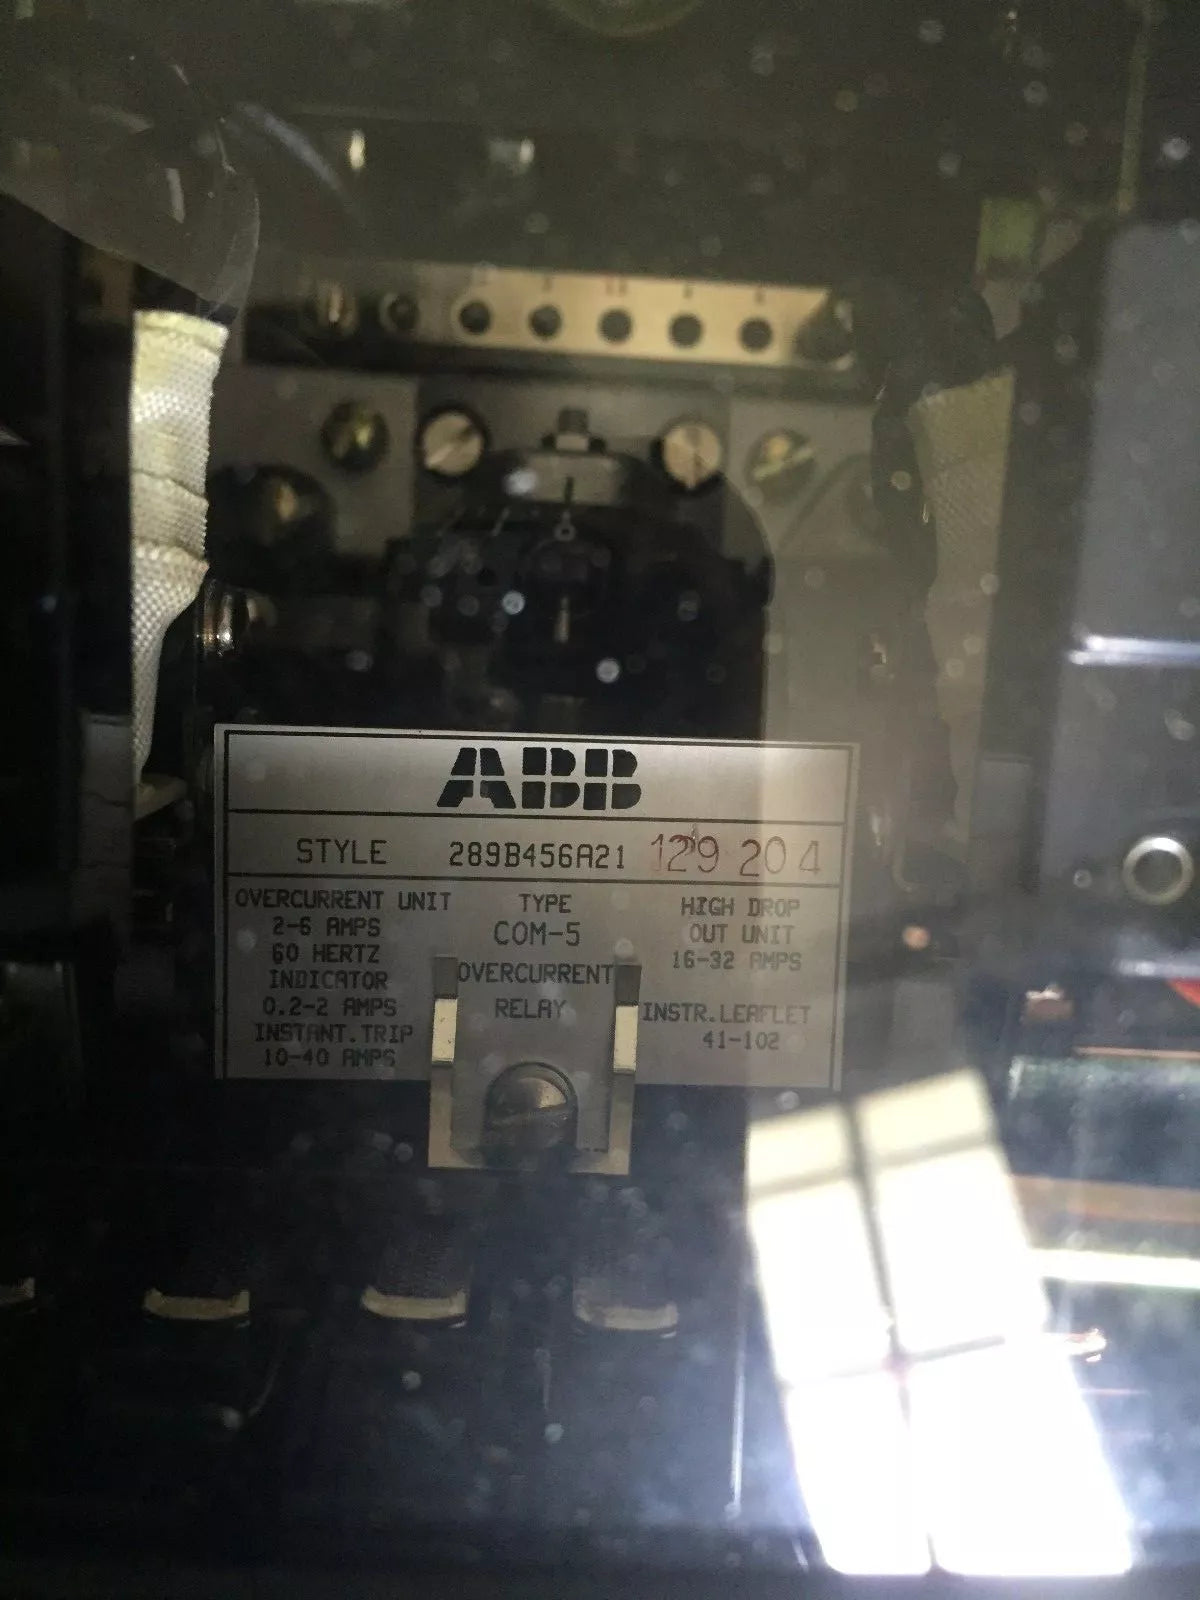 ABB
STYLE 289B456A21 129 204
OVERCURRENT UNIT
2-6 AMPS
60 HERTZ
INDICATOR
0.2-2 AMPS
INSTANT.TRIP
10-40 AMPS
TYPE
COM-5
OVERCURRENT
RELAY
HIGH DROP
OUT UNIT
16-32 AMPS
INSTR.LEAFLET
41-102